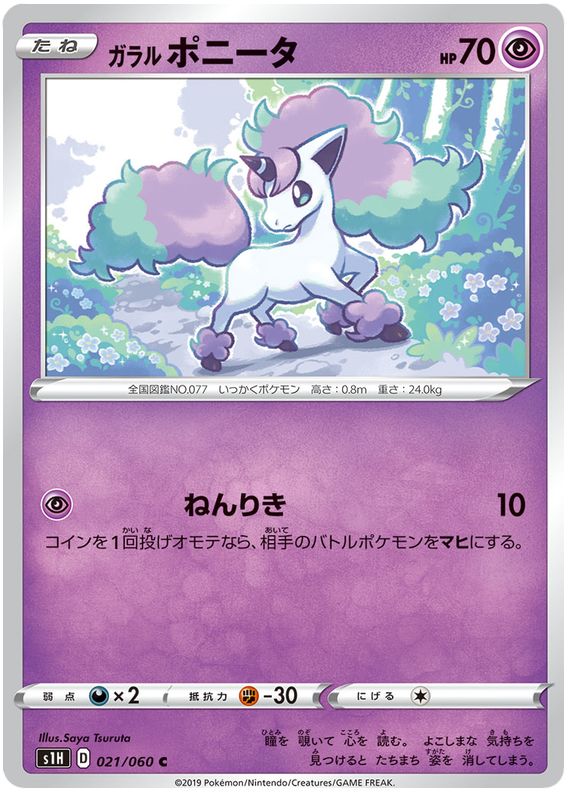 たね ガラル ポニータ HP70
全国図鑑NO.077 いっかくポケモン 高さ:0.8m 重さ:24.0kg
ねんりき 10
コインを1回投げオモテなら、相手のバトルポケモンをマヒにする。
弱点 ×2 抵抗力 -30 にげる
Illus.Saya Tsuruta
瞳を 覗いて 心を 読む。 よこしまな 気持ちを
見つけると たちまち 姿を 消してしまう。
s1H D 021/060 C
©2019 Pokémon/Nintendo/Creatures/GAME FREAK.